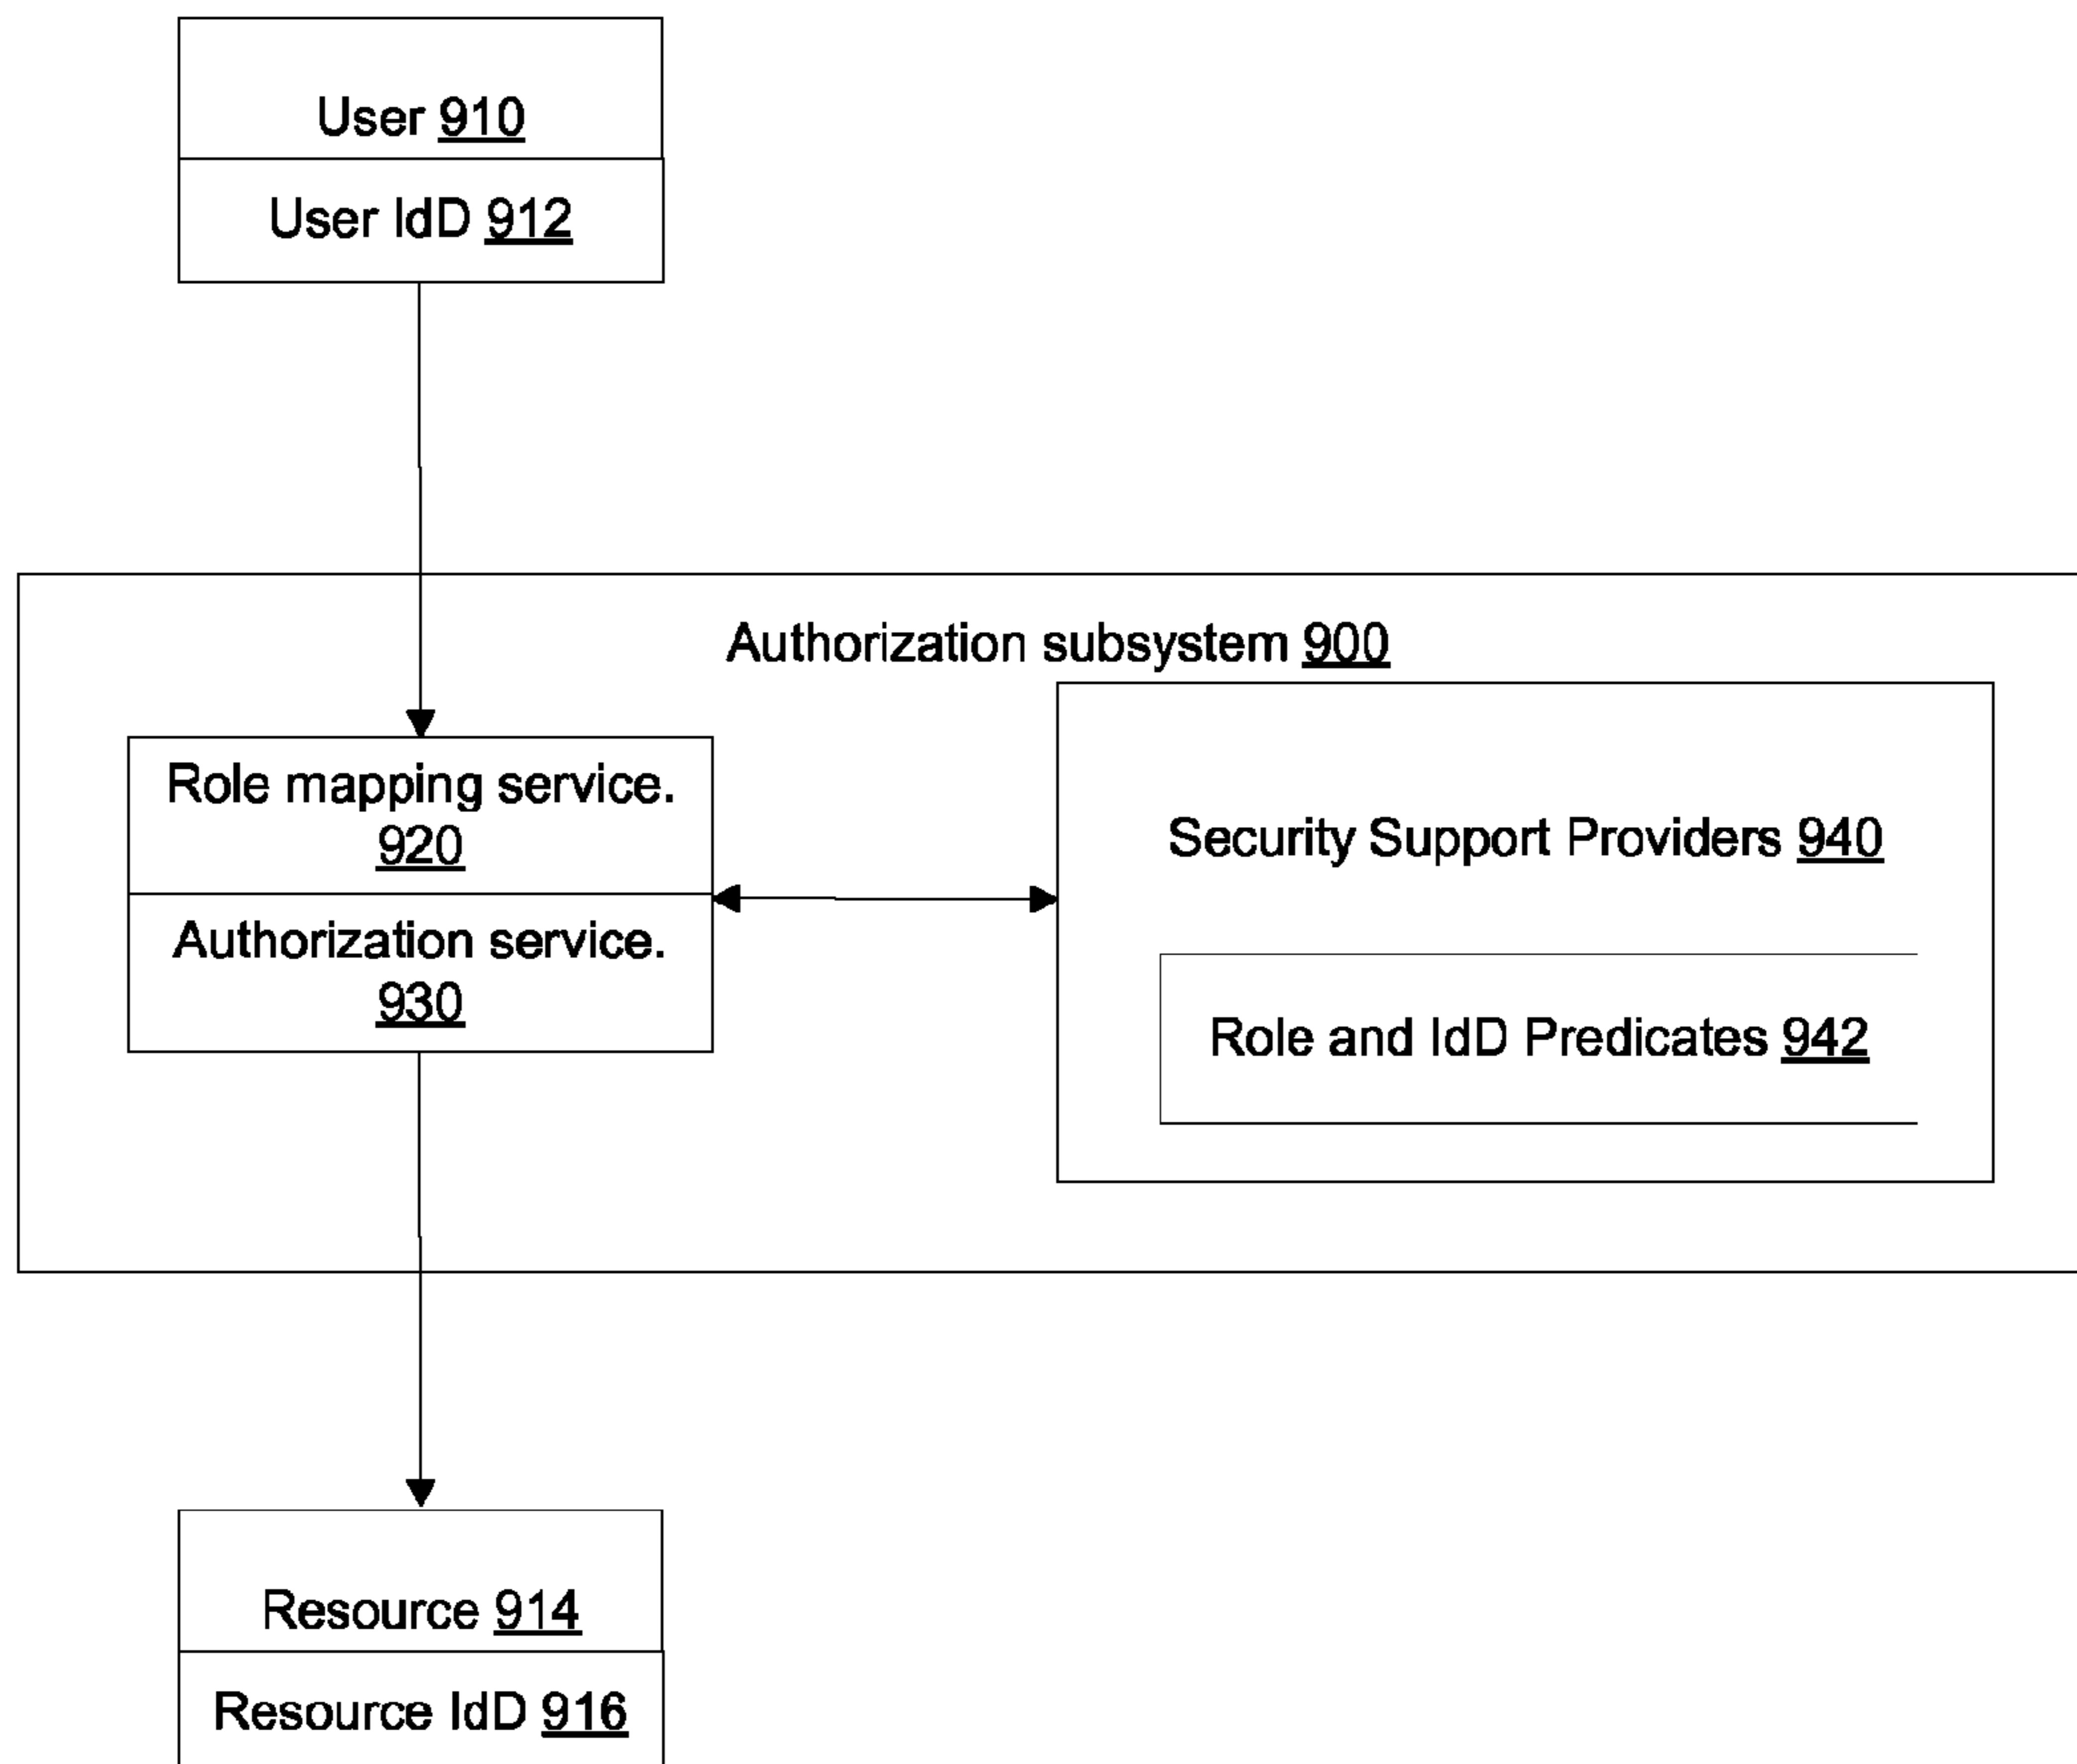 User 910
User IdD 912
Authorization subsystem 900
Role mapping service.
920
Authorization service.
930
Security Support Providers 940
Role and IdD Predicates 942
Resource 914
Resource IdD 916